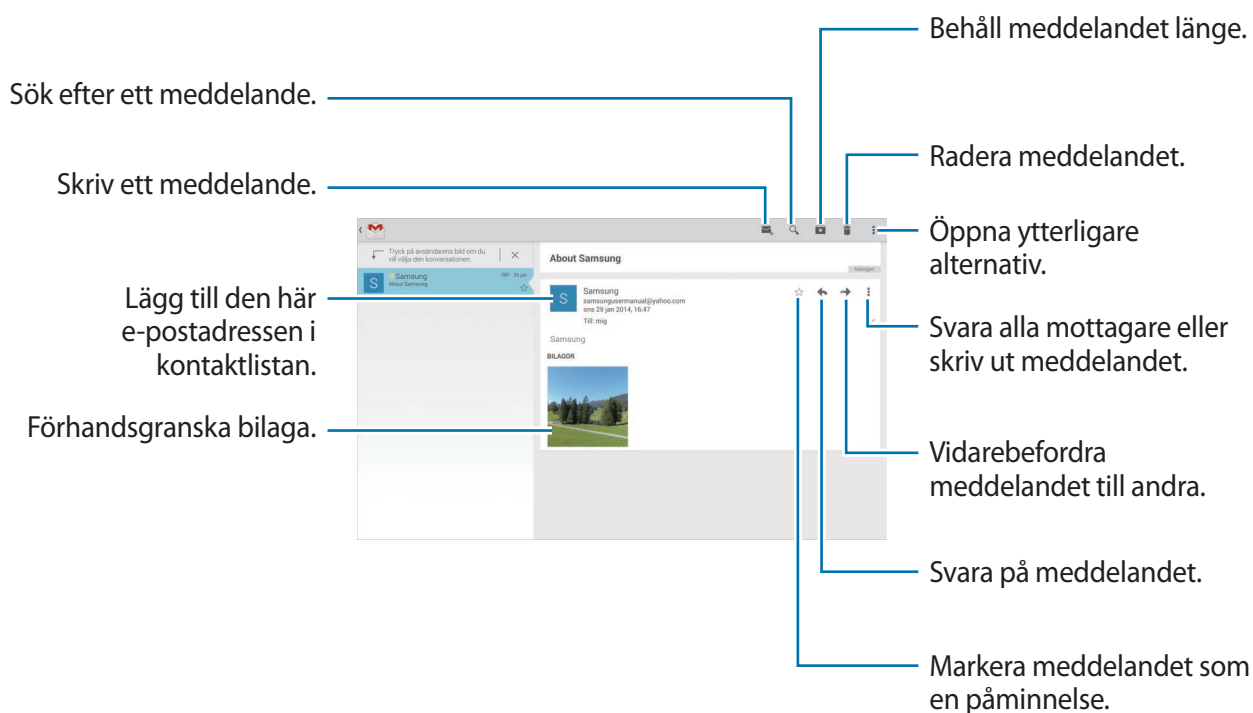 Behåll meddelandet länge.
Sök efter ett meddelande.
Radera meddelandet.
Skriv ett meddelande.
Öppna ytterligare
alternativ.
Lägg till den här
e-postadressen i
kontaktlistan.
Svara alla mottagare eller
skriv ut meddelandet.
Förhandsgranska bilaga.
Vidarebefordra
meddelandet till andra.
Svara på meddelandet.
Markera meddelandet som
en påminnelse.
Tryck på avsändarens bild om du
vill välja den konversationen.
S
Samsung
29 jan
About Samsung
About Samsung
Inkorgen
S
Samsung
samsungusermanual@yahoo.com
ons 29 jan 2014, 16:47
Till: mig
Samsung
BILAGOR